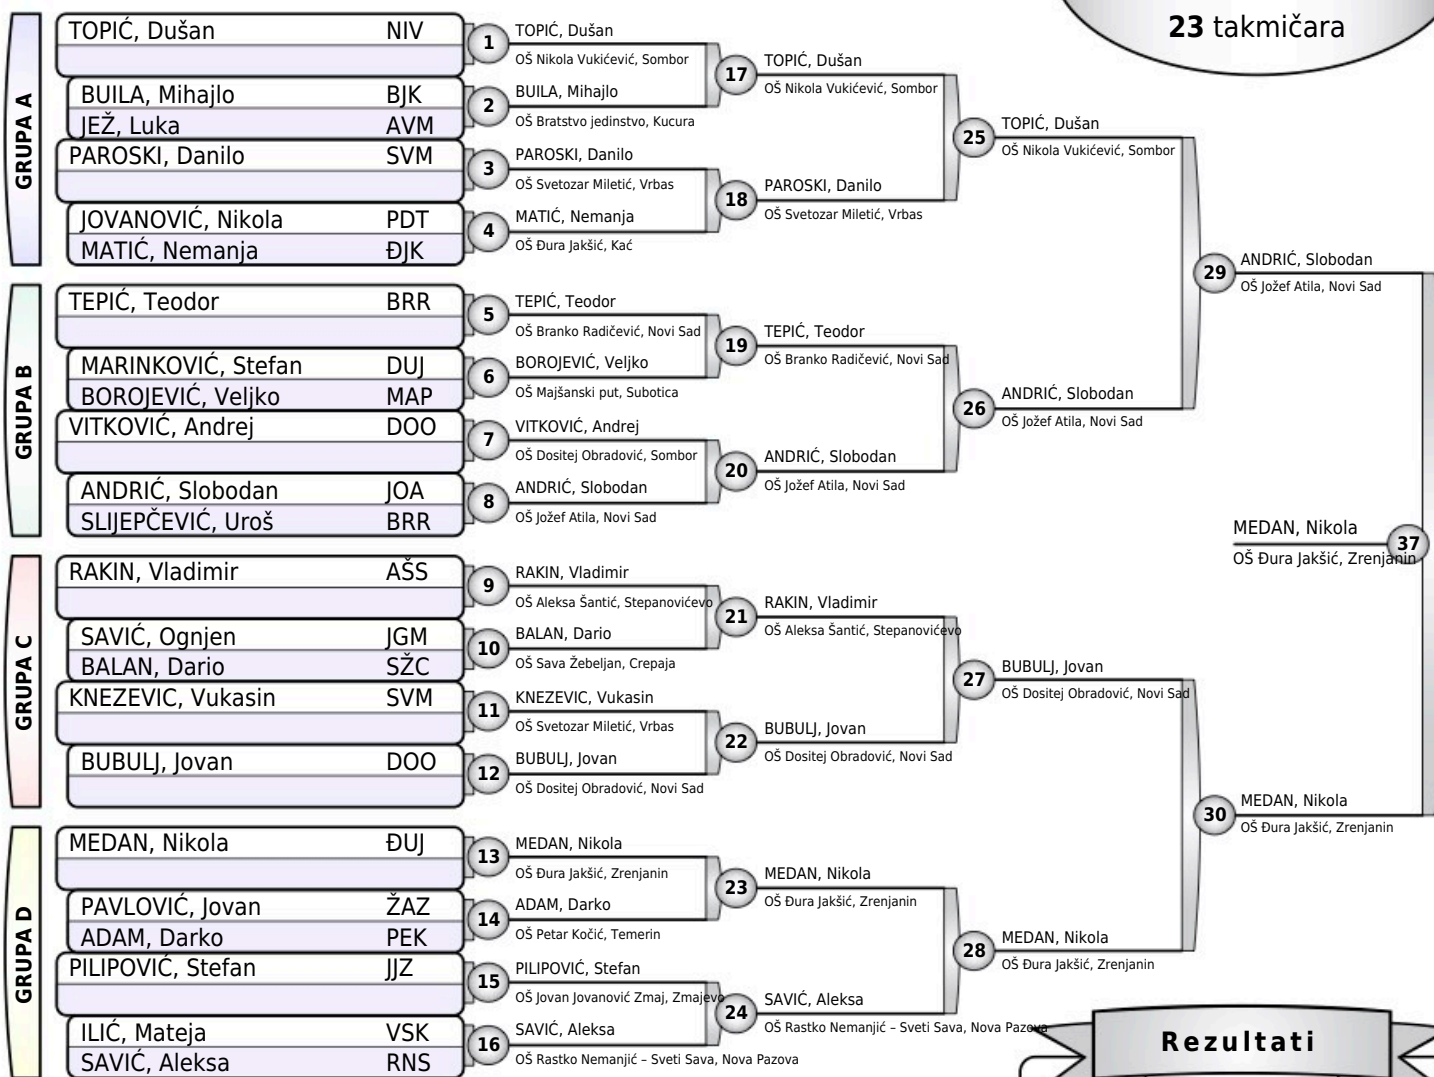 23 takmičara
GRUPA A
TOPIĆ, Dušan NIV
BUILA, Mihajlo BJK
JEŽ, Luka AVM
PAROSKI, Danilo SVM
JOVANOVIĆ, Nikola PDT
MATIĆ, Nemanja ĐJK
GRUPA B
TEPIĆ, Teodor BRR
MARINKOVIĆ, Stefan DUJ
BOROJEVIĆ, Veljko MAP
VITKOVIĆ, Andrej DOO
ANDRIĆ, Slobodan JOA
SLIJEPČEVIĆ, Uroš BRR
GRUPA C
RAKIN, Vladimir AŠS
SAVIĆ, Ognjen JGM
BALAN, Dario SŽC
KNEZEVIC, Vukasin SVM
BUBULJ, Jovan DOO
GRUPA D
MEDAN, Nikola ĐUJ
PAVLOVIĆ, Jovan ŽAZ
ADAM, Darko PEK
PILIPOVIĆ, Stefan JJZ
ILIĆ, Mateja VSK
SAVIĆ, Aleksa RNS
1 TOPIĆ, Dušan
OŠ Nikola Vukićević, Sombor
2 BUILA, Mihajlo
OŠ Bratstvo jedinstvo, Kucura
3 PAROSKI, Danilo
OŠ Svetozar Miletić, Vrbas
4 MATIĆ, Nemanja
OŠ Đura Jakšić, Kać
5 TEPIĆ, Teodor
OŠ Branko Radičević, Novi Sad
6 BOROJEVIĆ, Veljko
OŠ Majšanski put, Subotica
7 VITKOVIĆ, Andrej
OŠ Dositej Obradović, Sombor
8 ANDRIĆ, Slobodan
OŠ Jožef Atila, Novi Sad
9 RAKIN, Vladimir
OŠ Aleksa Šantić, Stepanovićevo
10 BALAN, Dario
OŠ Sava Žebeljan, Crepaja
11 KNEZEVIC, Vukasin
OŠ Svetozar Miletić, Vrbas
12 BUBULJ, Jovan
OŠ Dositej Obradović, Novi Sad
13 MEDAN, Nikola
OŠ Đura Jakšić, Zrenjanin
14 ADAM, Darko
OŠ Petar Kočić, Temerin
15 PILIPOVIĆ, Stefan
OŠ Jovan Jovanović Zmaj, Zmajevo
16 SAVIĆ, Aleksa
OŠ Rastko Nemanjić – Sveti Sava, Nova Pazova
17 TOPIĆ, Dušan
OŠ Nikola Vukićević, Sombor
18 PAROSKI, Danilo
OŠ Svetozar Miletić, Vrbas
19 TEPIĆ, Teodor
OŠ Branko Radičević, Novi Sad
20 ANDRIĆ, Slobodan
OŠ Jožef Atila, Novi Sad
21 RAKIN, Vladimir
OŠ Aleksa Šantić, Stepanovićevo
22 BUBULJ, Jovan
OŠ Dositej Obradović, Novi Sad
23 MEDAN, Nikola
OŠ Đura Jakšić, Zrenjanin
24 SAVIĆ, Aleksa
OŠ Rastko Nemanjić – Sveti Sava, Nova Pazova
25 TOPIĆ, Dušan
OŠ Nikola Vukićević, Sombor
26 ANDRIĆ, Slobodan
OŠ Jožef Atila, Novi Sad
27 BUBULJ, Jovan
OŠ Dositej Obradović, Novi Sad
28 MEDAN, Nikola
OŠ Đura Jakšić, Zrenjanin
29 ANDRIĆ, Slobodan
OŠ Jožef Atila, Novi Sad
30 MEDAN, Nikola
OŠ Đura Jakšić, Zrenjanin
MEDAN, Nikola 37
OŠ Đura Jakšić, Zrenjanin
Rezultati